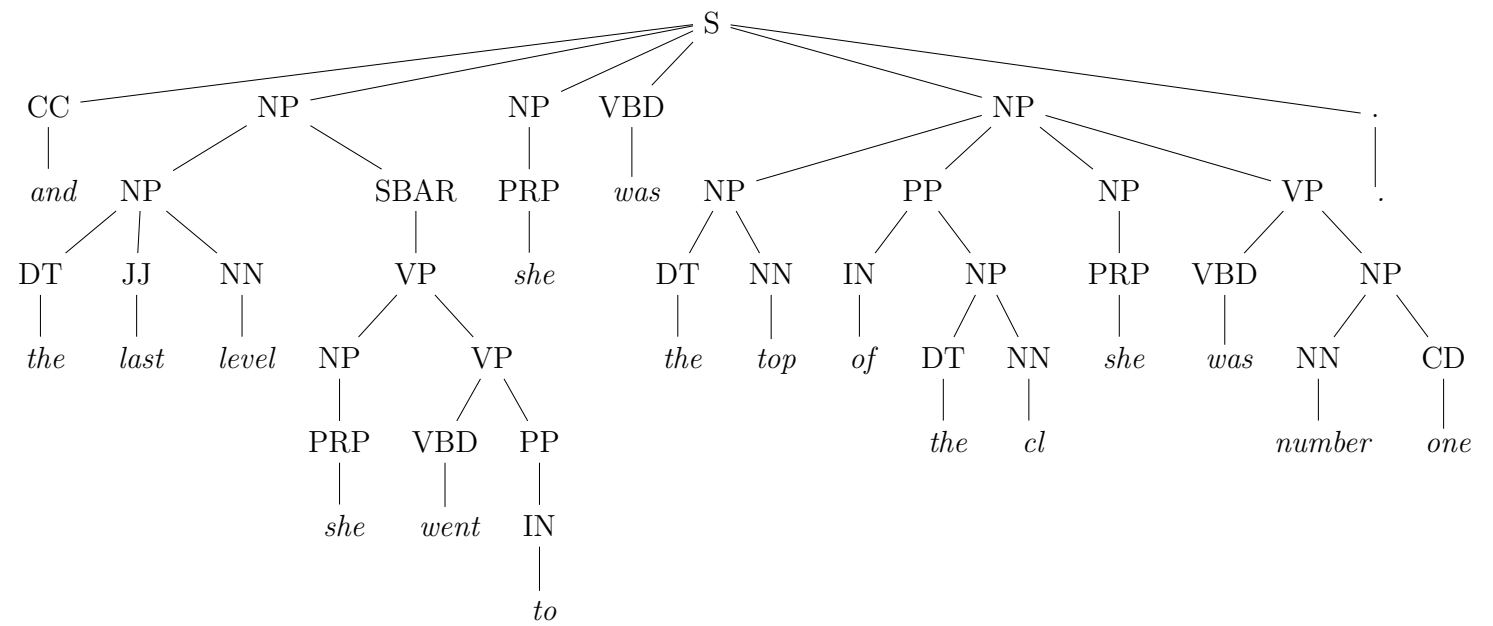 S
CC NP NP VBD NP .
and NP SBAR PRP was NP PP NP VP .
DT JJ NN VP she DT NN IN NP PRP VBD NP
the last level NP VP the top of DT NN she was NN CD
PRP VBD PP the cl number one
she went IN
to